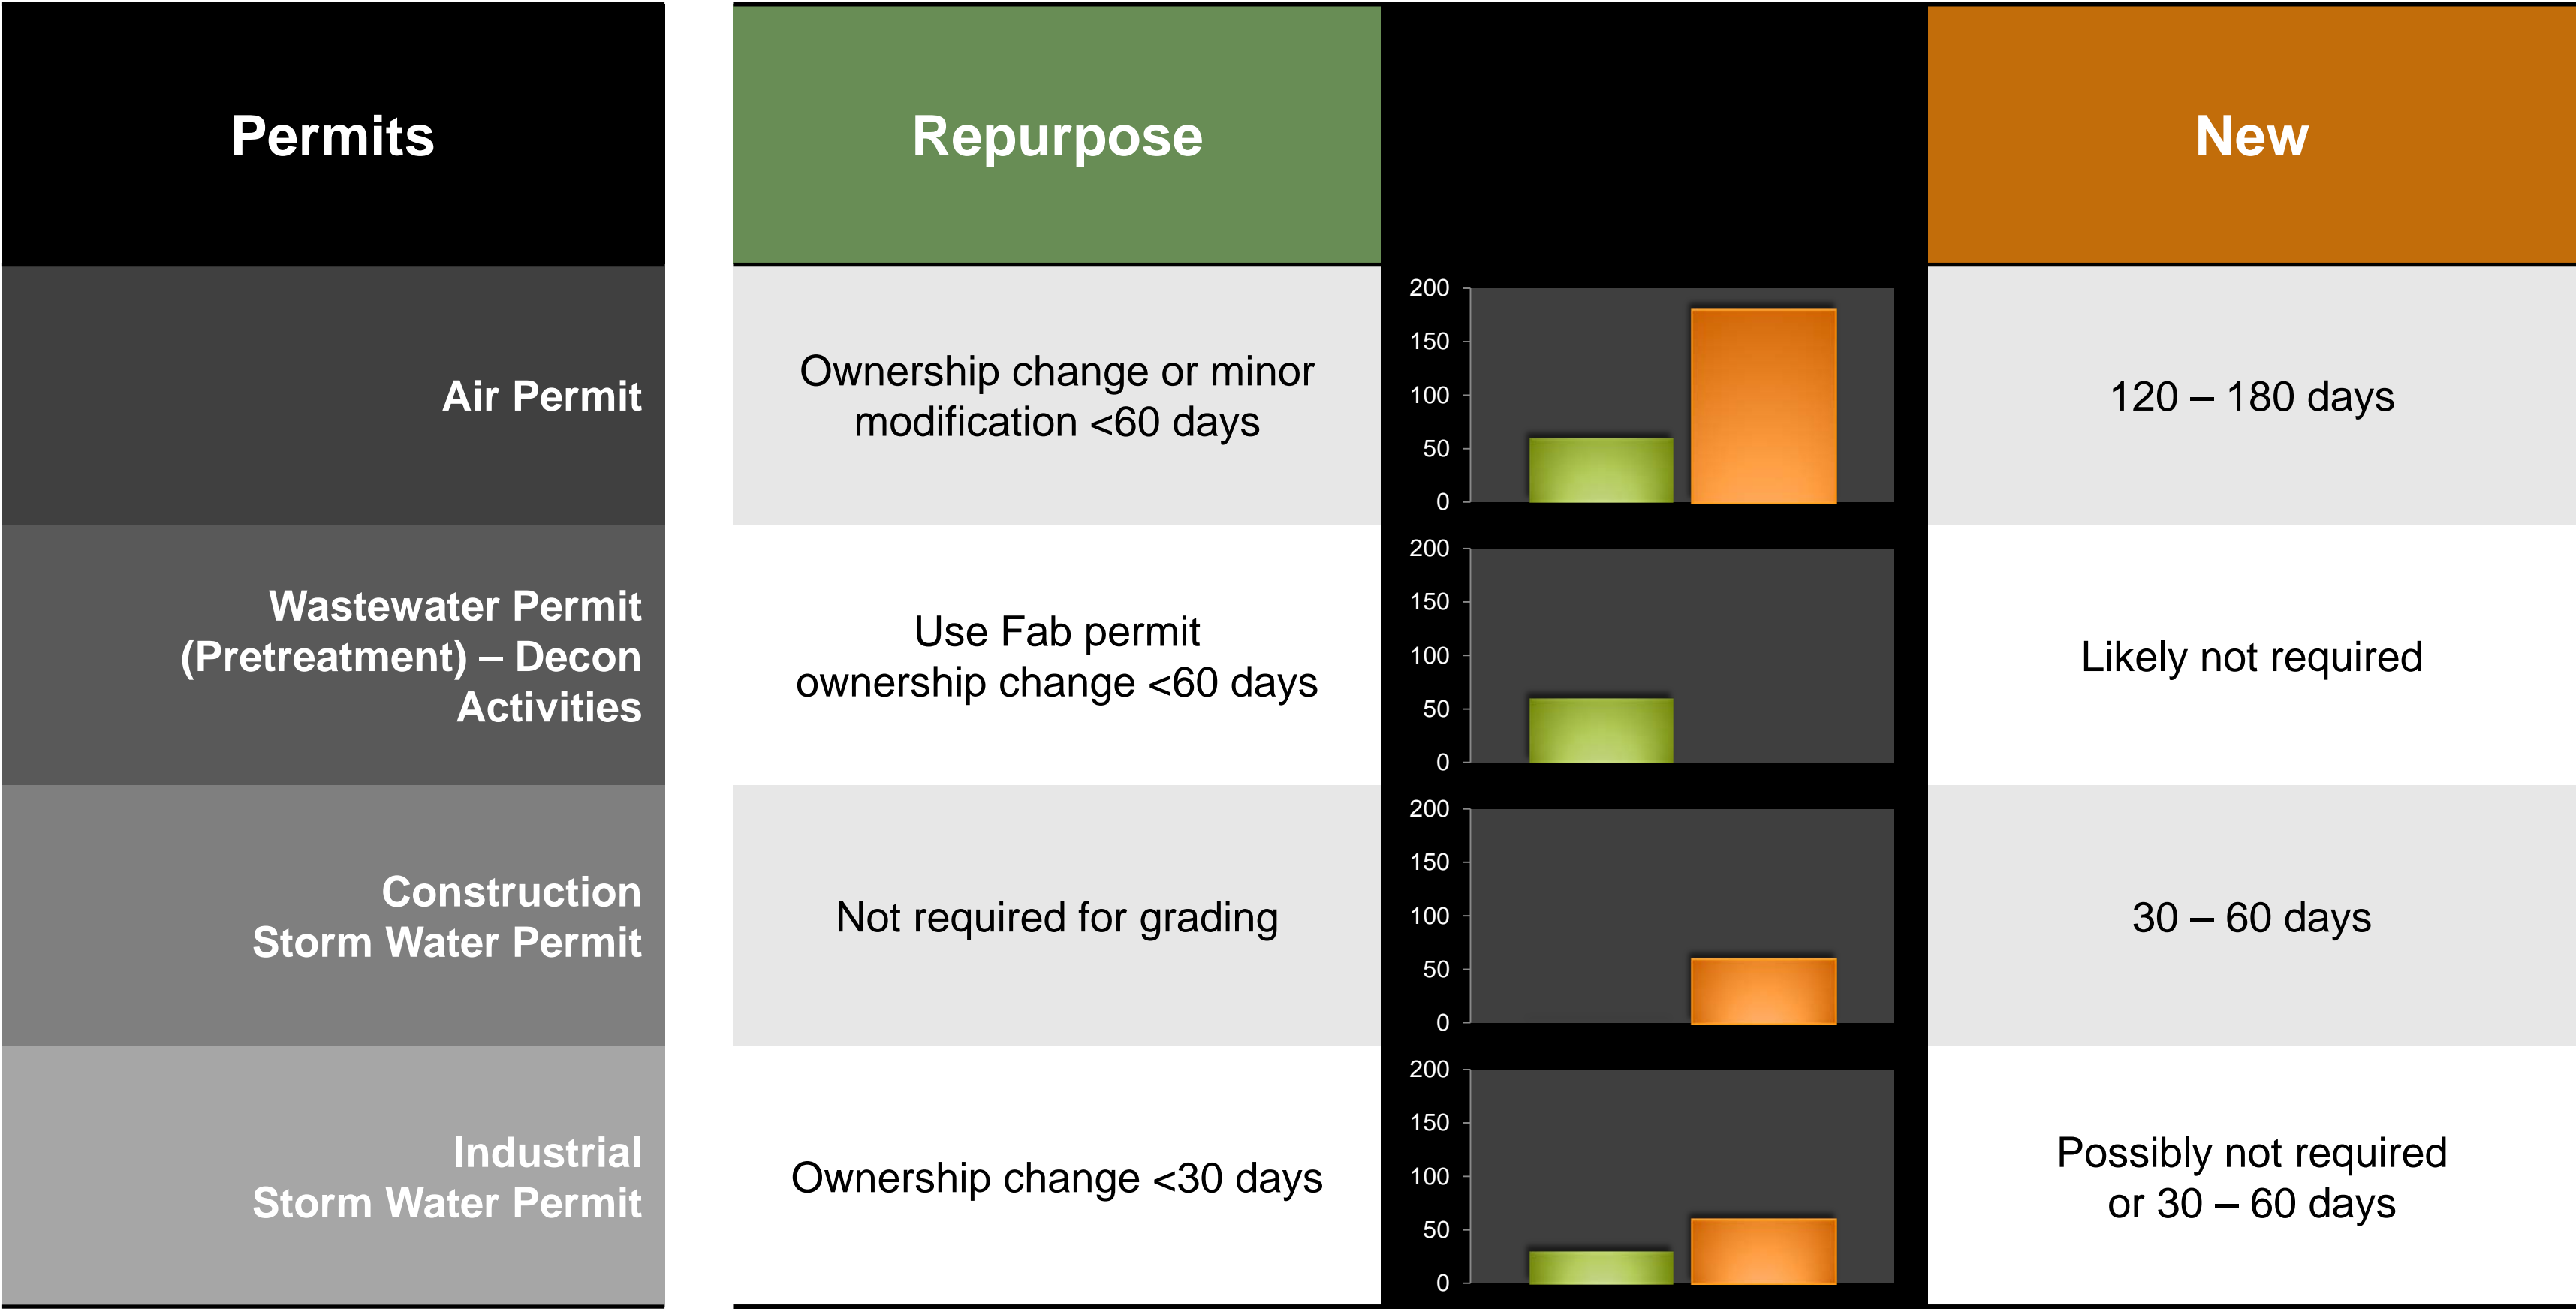 Permits
Repurpose
New
Air Permit
Ownership change or minor
modification <60 days
200
150
100
50
0
120 – 180 days
Wastewater Permit
(Pretreatment) – Decon
Activities
Use Fab permit
ownership change <60 days
200
150
100
50
0
Likely not required
Construction
Storm Water Permit
Not required for grading
200
150
100
50
0
30 – 60 days
Industrial
Storm Water Permit
Ownership change <30 days
200
150
100
50
0
Possibly not required
or 30 – 60 days